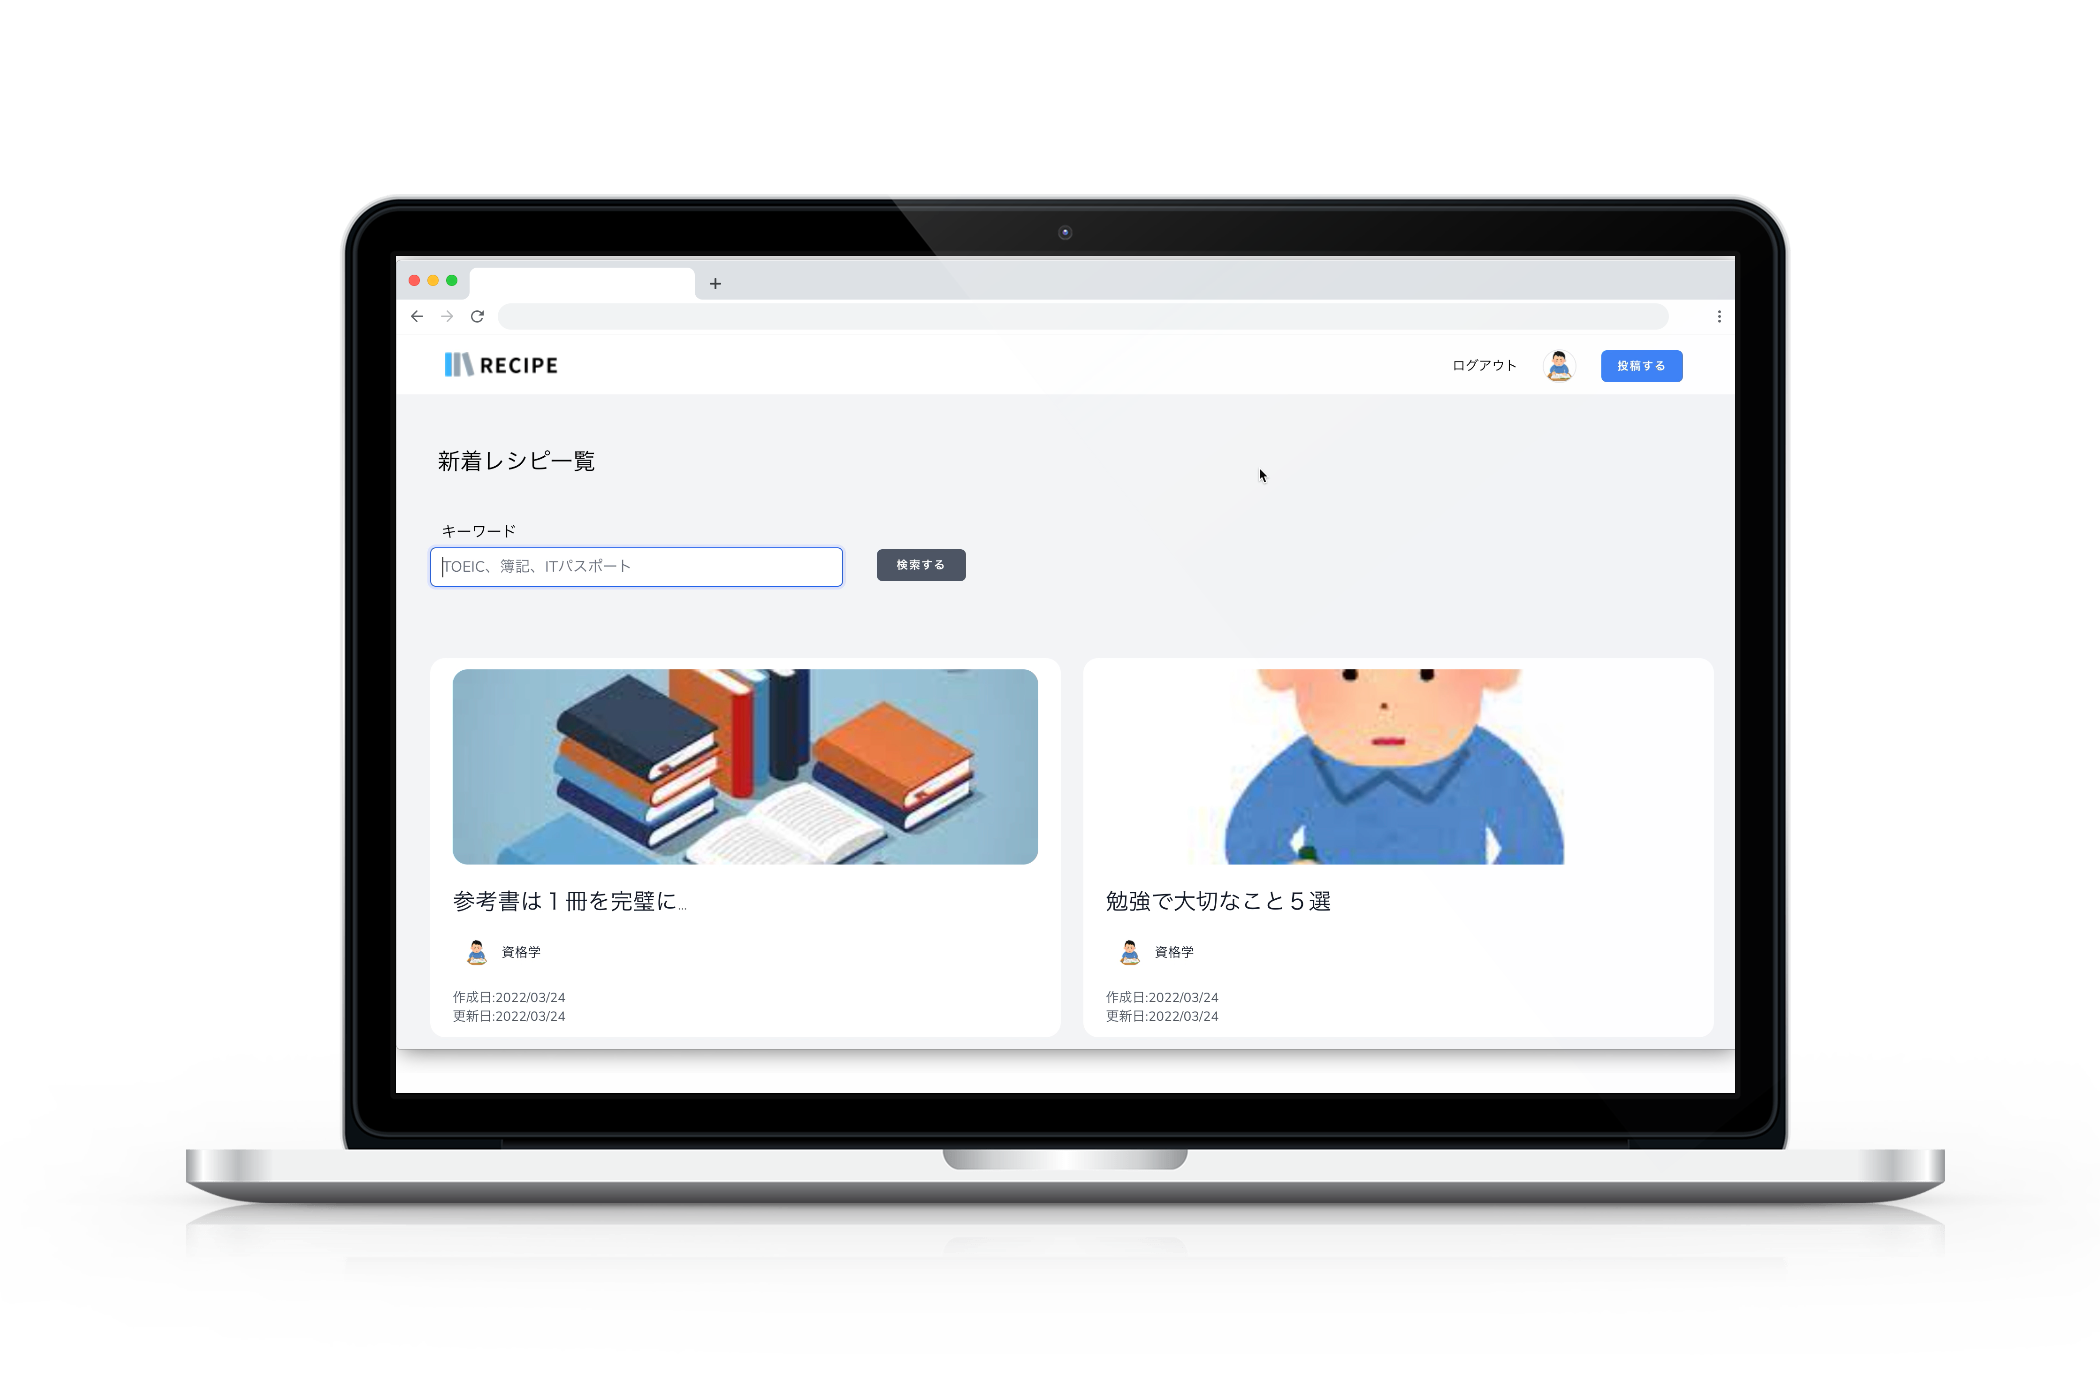 RECIPE
ログアウト
投稿する
新着レシピ一覧
キーワード
TOEIC、簿記、ITパスポート
検索する
参考書は１冊を完璧に...
資格学
作成日:2022/03/24
更新日:2022/03/24
勉強で大切なこと５選
資格学
作成日:2022/03/24
更新日:2022/03/24